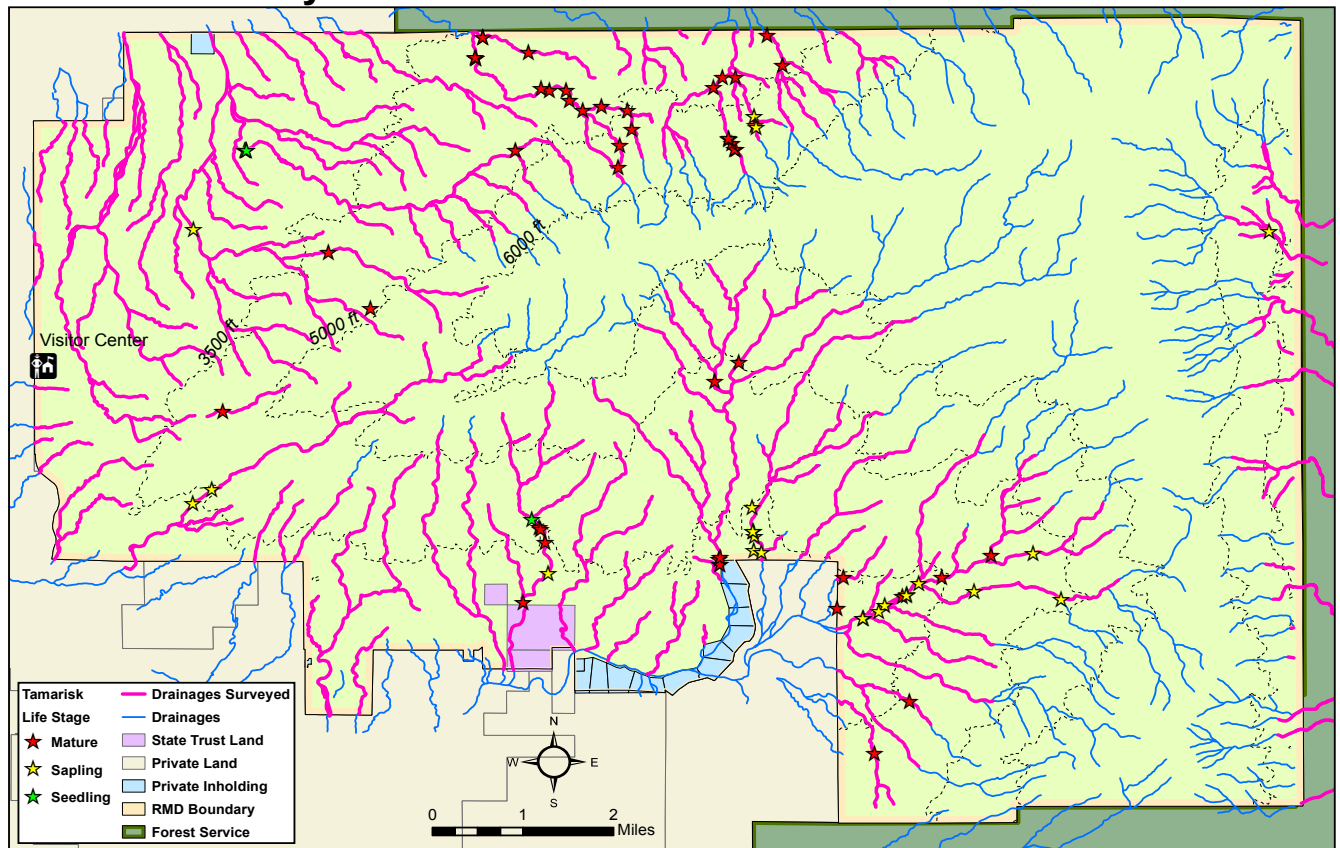 6000 ft
5000 ft
3500 ft
Visitor Center
Tamarisk
Life Stage
Mature
Sapling
Seedling
Drainages Surveyed
Drainages
State Trust Land
Private Land
Private Inholding
RMD Boundary
Forest Service
N
W E
S
0 1 2
Miles